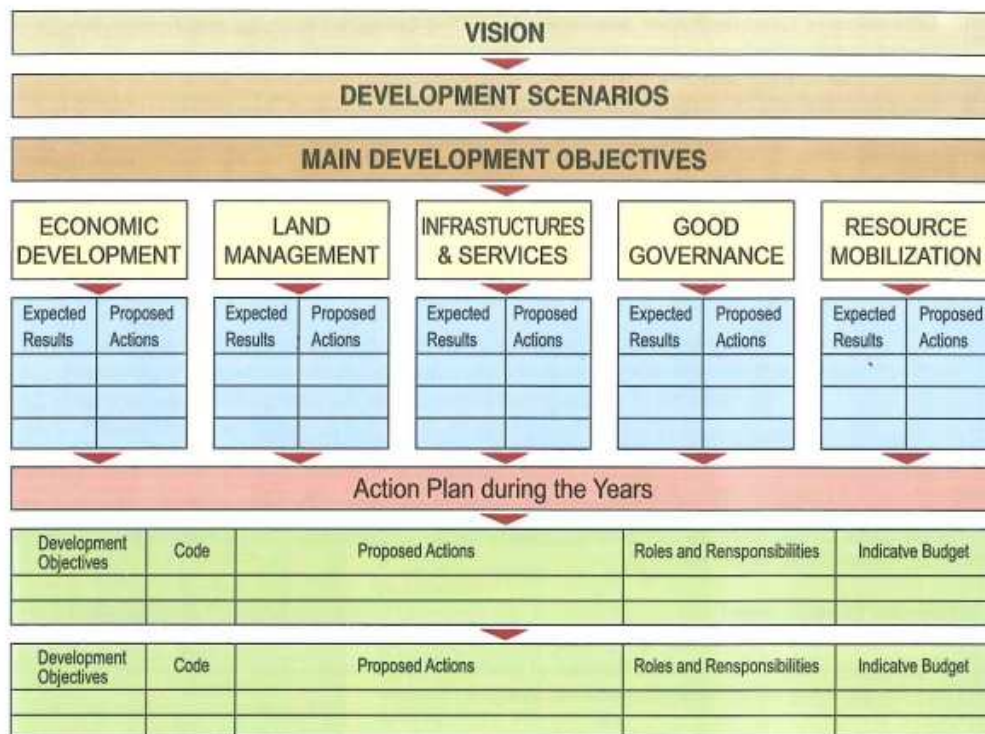 VISION
DEVELOPMENT SCENARIOS
MAIN DEVELOPMENT OBJECTIVES
ECONOMIC
DEVELOPMENT
LAND
MANAGEMENT
INFRASTUCTURES
& SERVICES
GOOD
GOVERNANCE
RESOURCE
MOBILIZATION
Expected
Results
Proposed
Actions
Expected
Results
Proposed
Actions
Expected
Results
Proposed
Actions
Expected
Results
Proposed
Actions
Expected
Results
Proposed
Actions
Action Plan during the Years
Development
Objectives
Code
Proposed Actions
Roles and Rensponsibilities
Indicatve Budget
Development
Objectives
Code
Proposed Actions
Roles and Rensponsibilities
Indicatve Budget